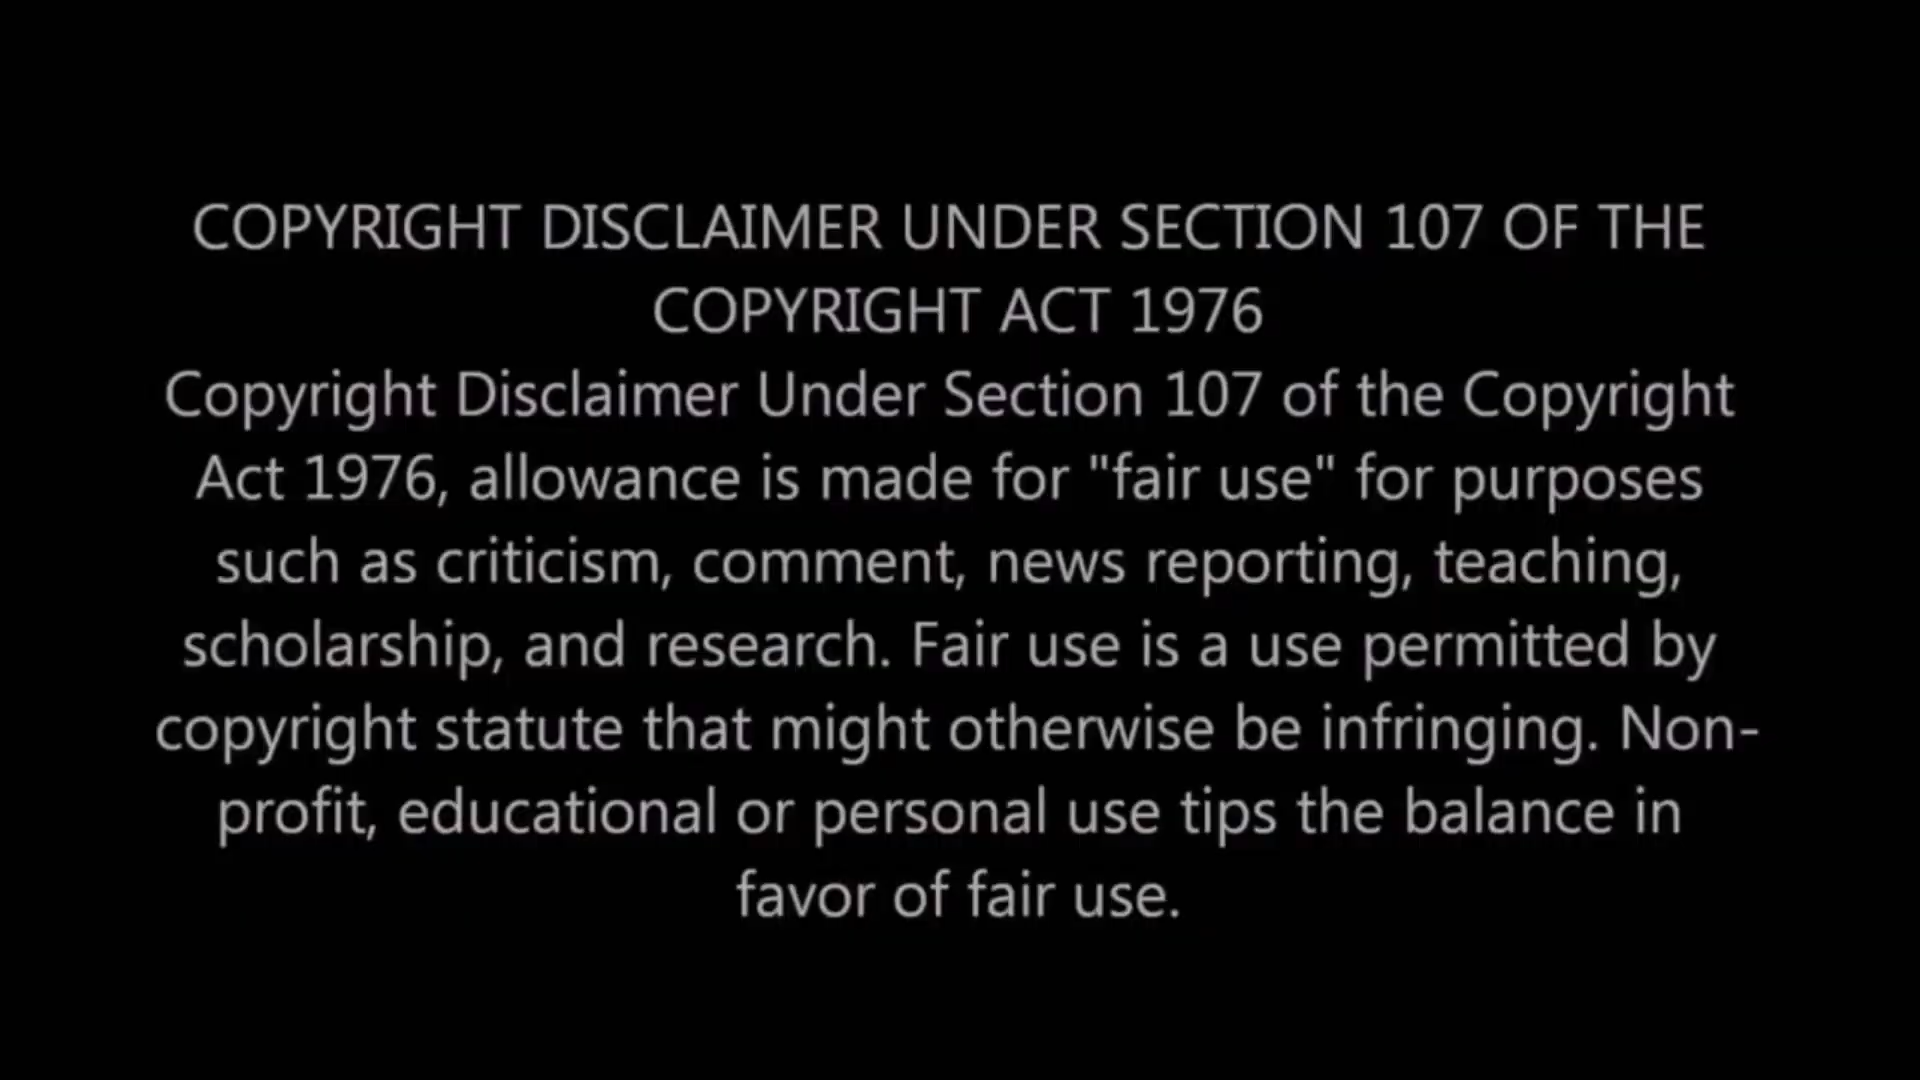 COPYRIGHT DISCLAIMER UNDER SECTION 107 OF THE
COPYRIGHT ACT 1976
Copyright Disclaimer Under Section 107 of the Copyright
Act 1976, allowance is made for "fair use" for purposes
such as criticism, comment, news reporting, teaching,
scholarship, and research. Fair use is a use permitted by
copyright statute that might otherwise be infringing. Non-
profit, educational or personal use tips the balance in
favor of fair use.